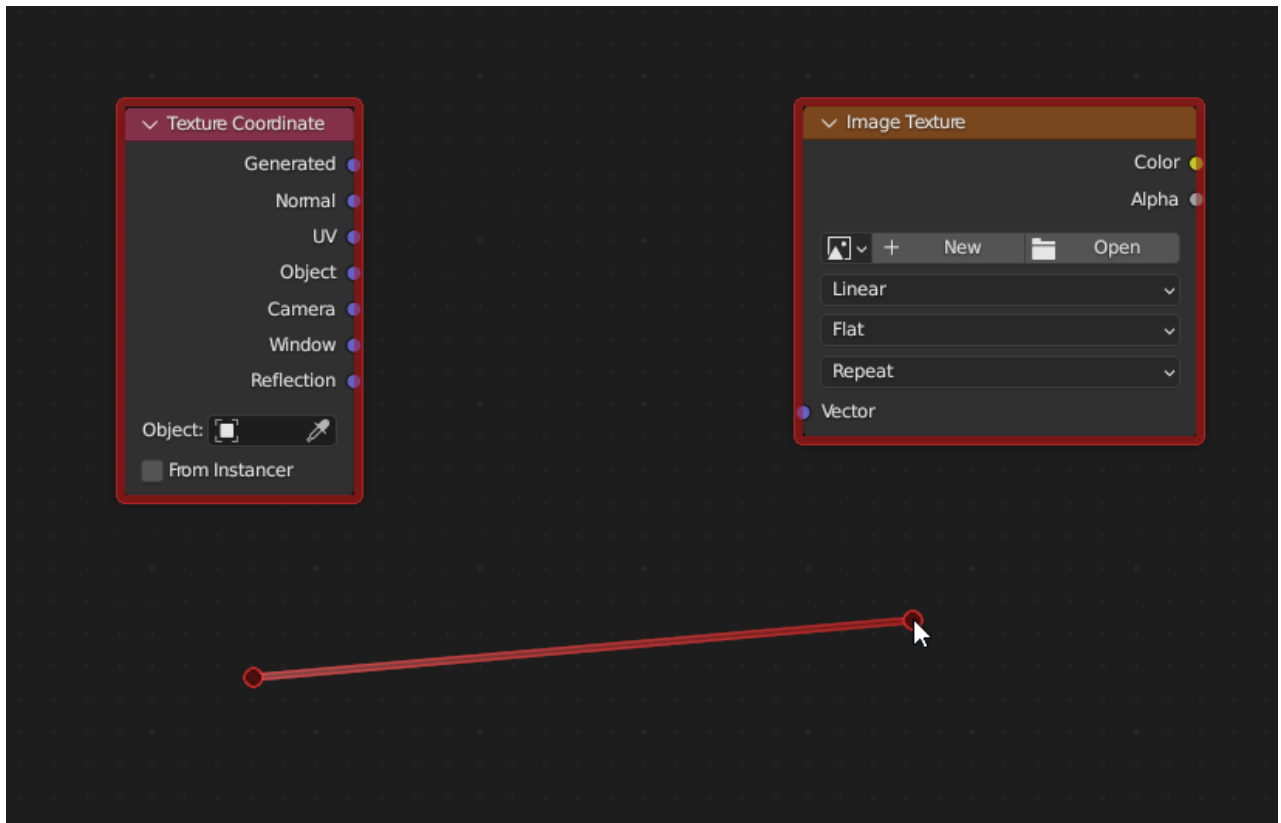 Texture Coordinate
Generated
Normal
UV
Object
Camera
Window
Reflection
Object:
From Instancer
Image Texture
Color
Alpha
New Open
Linear
Flat
Repeat
Vector